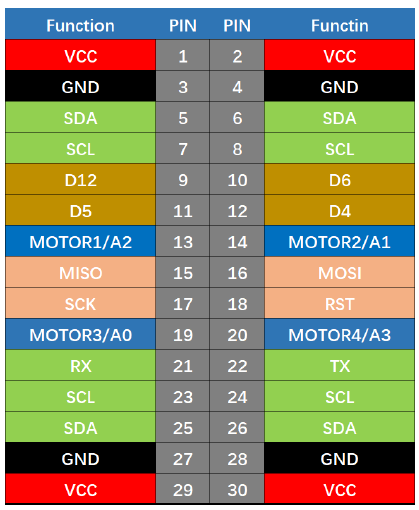 Function PIN PIN Functin
VCC 1 2 VCC
GND 3 4 GND
SDA 5 6 SDA
SCL 7 8 SCL
D12 9 10 D6
D5 11 12 D4
MOTOR1/A2 13 14 MOTOR2/A1
MISO 15 16 MOSI
SCK 17 18 RST
MOTOR3/A0 19 20 MOTOR4/A3
RX 21 22 TX
SCL 23 24 SCL
SDA 25 26 SDA
GND 27 28 GND
VCC 29 30 VCC